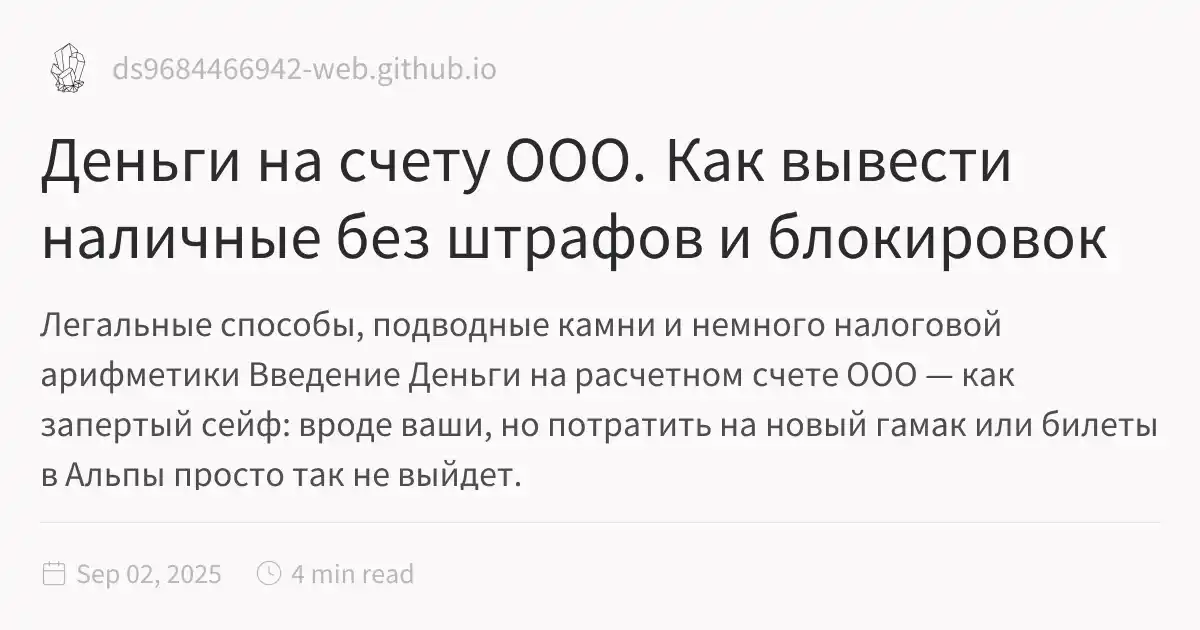 ds9684466942-web.github.io
Деньги на счету ООО. Как вывести
наличные без штрафов и блокировок
Легальные способы, подводные камни и немного налоговой
арифметики Введение Деньги на расчетном счете ООО — как
запертый сейф: вроде ваши, но потратить на новый гамак или билеты
в Альпы просто так не выйдет.
Sep 02, 2025 4 min read